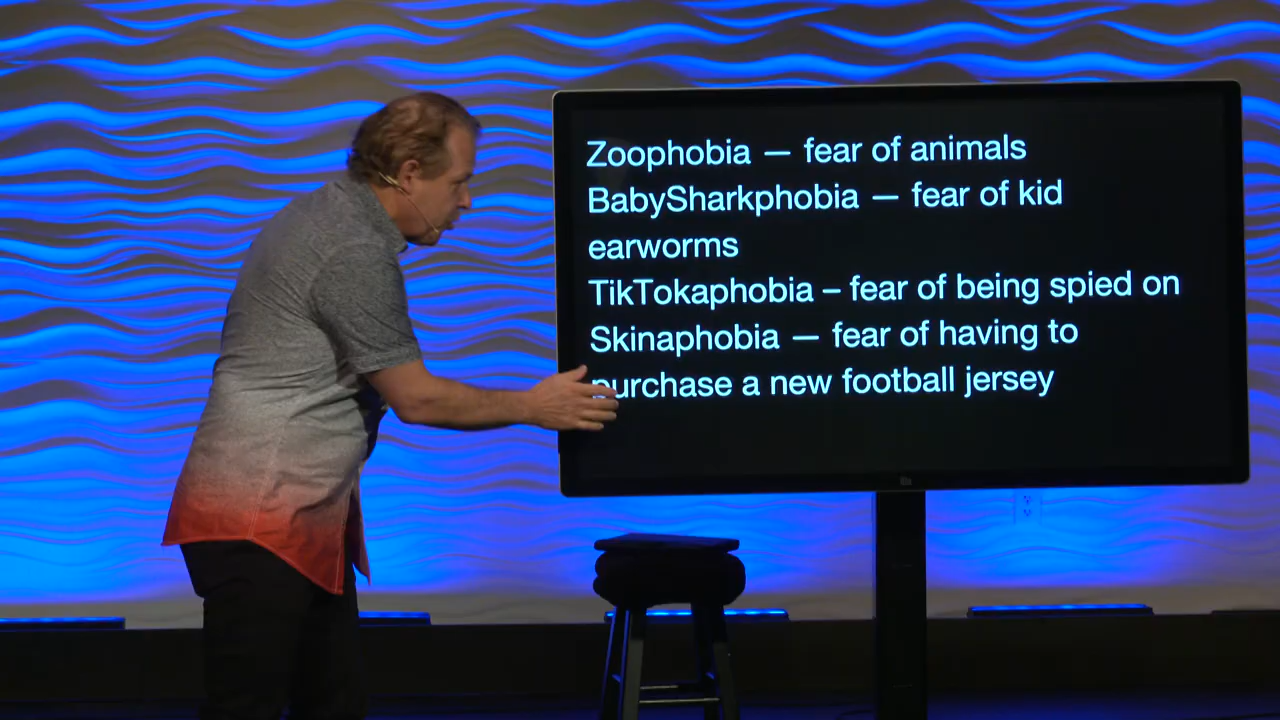 Zoophobia — fear of animals
BabySharkphobia — fear of kid
earworms
TikTokaphobia – fear of being spied on
Skinaphobia — fear of having to
purchase a new football jersey